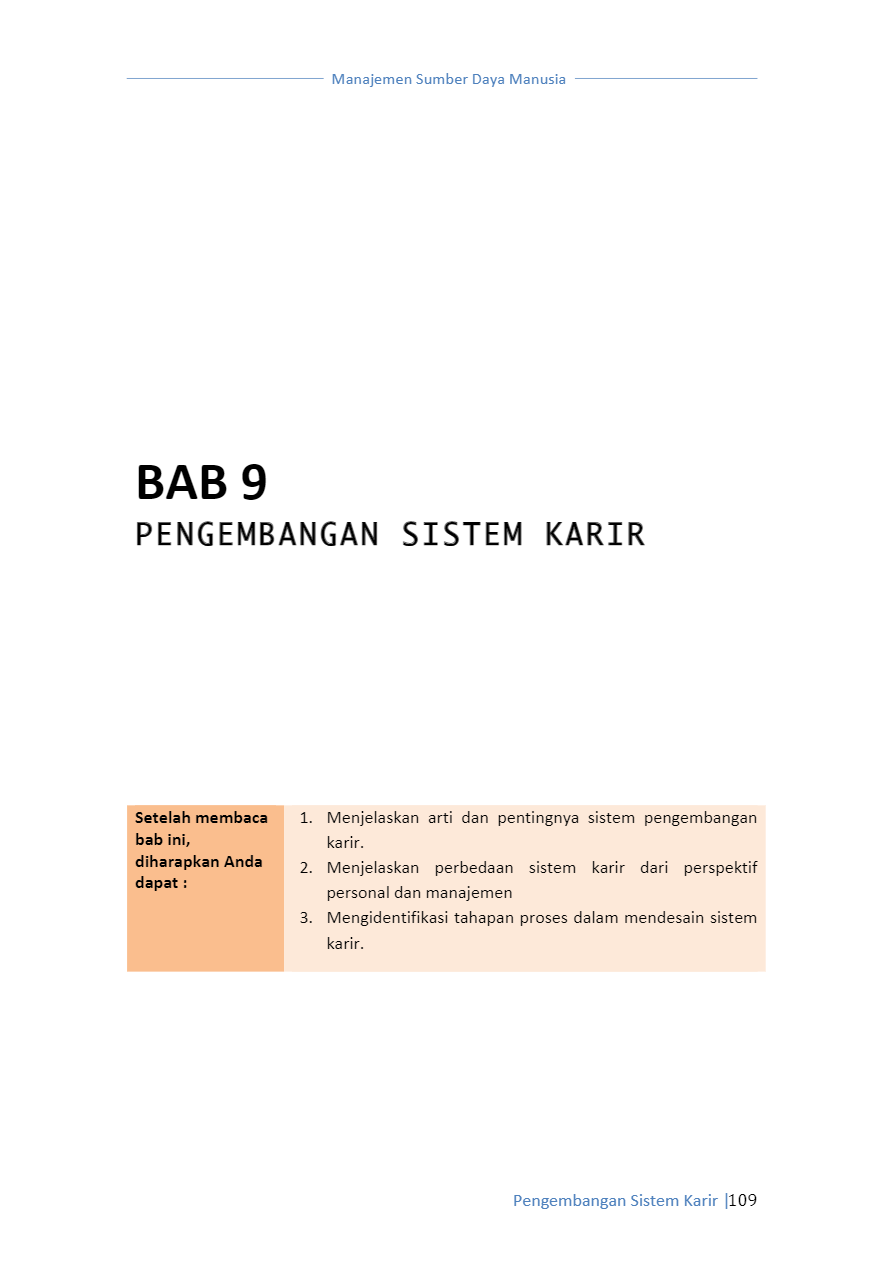 Manajemen Sumber Daya Manusia
BAB 9
PENGEMBANGAN SISTEM KARIR
Setelah membaca
bab ini,
diharapkan Anda
dapat :
1. Menjelaskan arti dan pentingnya sistem pengembangan
karir.
2. Menjelaskan perbedaan sistem karir dari perspektif
personal dan manajemen
3. Mengidentifikasi tahapan proses dalam mendesain sistem
karir.
Pengembangan Sistem Karir |109